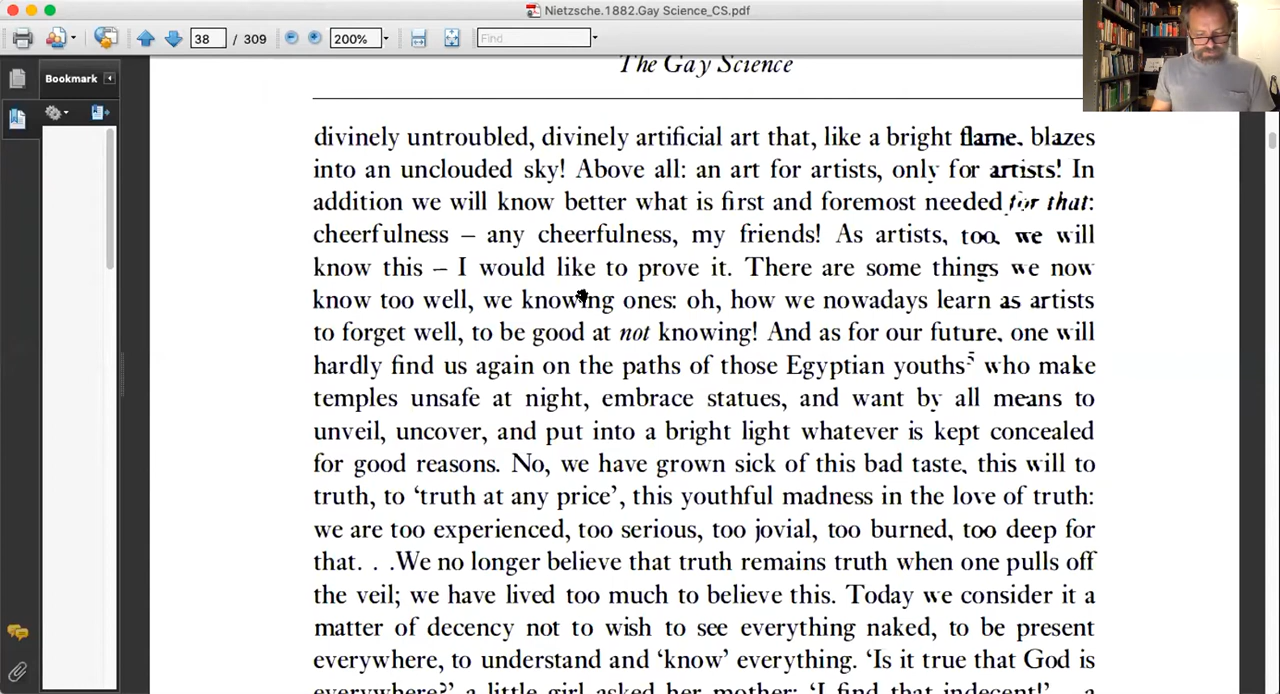 Nietzsche.1882.Gay Science_CS.pdf
38 / 309
200%
Find
Bookmark
The Gay Science
divinely untroubled, divinely artificial art that, like a bright flame, blazes
into an unclouded sky! Above all: an art for artists, only for artists! In
addition we will know better what is first and foremost needed for that:
cheerfulness – any cheerfulness, my friends! As artists, too, we will
know this – I would like to prove it. There are some things we now
know too well, we knowing ones: oh, how we nowadays learn as artists
to forget well, to be good at not knowing! And as for our future, one will
hardly find us again on the paths of those Egyptian youths⁵ who make
temples unsafe at night, embrace statues, and want by all means to
unveil, uncover, and put into a bright light whatever is kept concealed
for good reasons. No, we have grown sick of this bad taste, this will to
truth, to ‘truth at any price’, this youthful madness in the love of truth:
we are too experienced, too serious, too jovial, too burned, too deep for
that. . .We no longer believe that truth remains truth when one pulls off
the veil; we have lived too much to believe this. Today we consider it a
matter of decency not to wish to see everything naked, to be present
everywhere, to understand and ‘know’ everything. ‘Is it true that God is
everywhere?’ a little girl asked her mother; ‘I find that indecent!’ – a